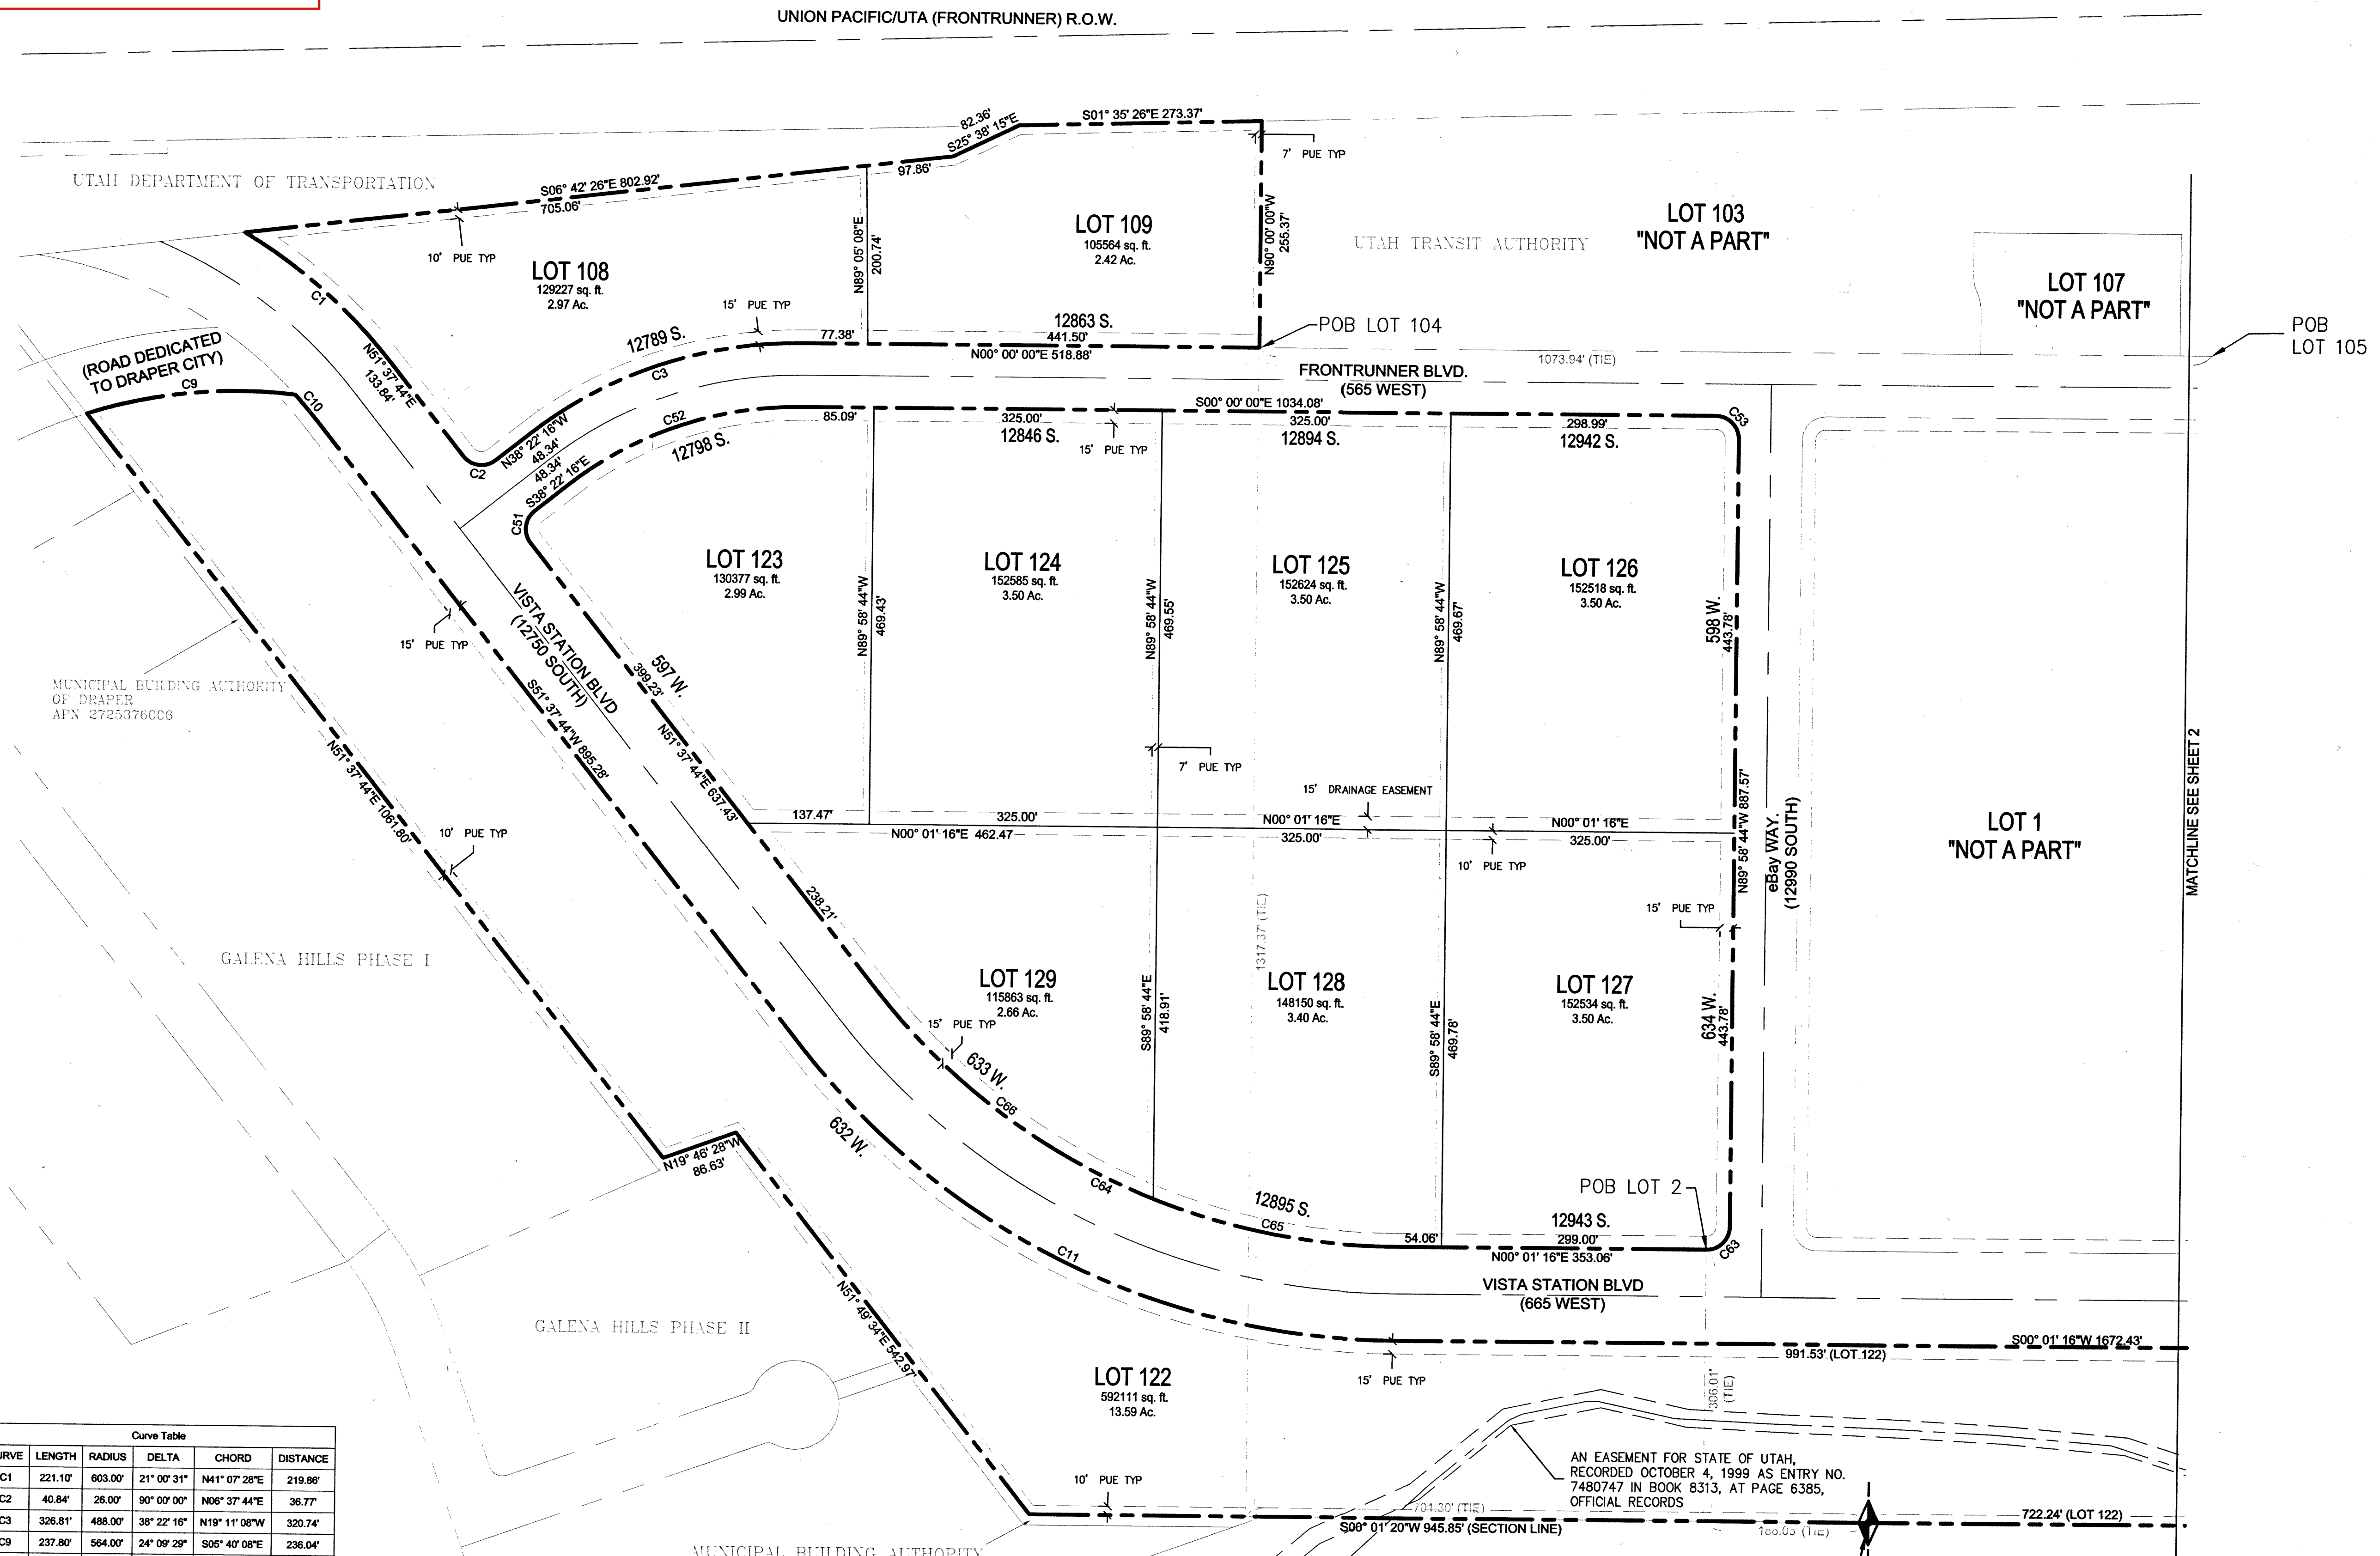 UNION PACIFIC/UTA (FRONTRUNNER) R.O.W.
UTAH DEPARTMENT OF TRANSPORTATION
S06° 42' 26"E 802.92'
705.06'
97.86'
82.36'
S25° 38' 15"E
S01° 35' 26"E 273.37'
7' PUE TYP
10' PUE TYP
LOT 108
129227 sq. ft.
2.97 Ac.
N89° 05' 08"E
200.74'
LOT 109
105564 sq. ft.
2.42 Ac.
N90° 00' 00"W
255.37'
UTAH TRANSIT AUTHORITY
LOT 103
"NOT A PART"
LOT 107
"NOT A PART"
POB
LOT 105
C1
N51° 37' 44"E
133.84'
C2
N38° 22' 16"W
48.34'
48.34'
S38° 22' 16"E
15' PUE TYP
12789 S.
C3
77.38'
12863 S.
441.50'
N00° 00' 00"E 518.88'
POB LOT 104
1073.94' (TIE)
FRONTRUNNER BLVD.
(565 WEST)
(ROAD DEDICATED
TO DRAPER CITY)
C9
C10
C51
C52
12798 S.
85.09'
325.00'
12846 S.
15' PUE TYP
S00° 00' 00"E 1034.08'
325.00'
12894 S.
298.99'
12942 S.
C53
LOT 123
130377 sq. ft.
2.99 Ac.
N89° 58' 44"W
469.43'
LOT 124
152585 sq. ft.
3.50 Ac.
N89° 58' 44"W
469.55'
LOT 125
152624 sq. ft.
3.50 Ac.
N89° 58' 44"W
469.67'
LOT 126
152518 sq. ft.
3.50 Ac.
598 W.
443.78'
15' PUE TYP
VISTA STATION BLVD
(12750 SOUTH)
MUNICIPAL BUILDING AUTHORITY
OF DRAPER
APN 2725376006
S51° 37' 44"W 895.28'
597 W.
399.23'
N51° 37' 44"E 637.43'
N51° 37' 44"E 1061.80'
10' PUE TYP
7' PUE TYP
15' DRAINAGE EASEMENT
137.47'
325.00'
N00° 01' 16"E 462.47
N00° 01' 16"E
325.00'
N00° 01' 16"E
325.00'
10' PUE TYP
N89° 58' 44"W 887.57'
eBay WAY.
(12990 SOUTH)
LOT 1
"NOT A PART"
MATCHLINE SEE SHEET 2
238.21'
GALENA HILLS PHASE I
15' PUE TYP
LOT 129
115863 sq. ft.
2.66 Ac.
S89° 58' 44"E
418.91'
1317.37' (TIE)
LOT 128
148150 sq. ft.
3.40 Ac.
S89° 58' 44"E
469.78'
LOT 127
152534 sq. ft.
3.50 Ac.
15' PUE TYP
634 W.
443.78'
633 W.
C66
632 W.
C64
N19° 46' 28"W
86.63'
12895 S.
C65
54.06'
POB LOT 2
12943 S.
299.00'
N00° 01' 16"E 353.06'
C63
C11
VISTA STATION BLVD
(665 WEST)
S00° 01' 16"W 1672.43'
991.53' (LOT 122)
15' PUE TYP
GALENA HILLS PHASE II
N51° 49' 34"E 542.97'
LOT 122
592111 sq. ft.
13.59 Ac.
306.01'
(TIE)
AN EASEMENT FOR STATE OF UTAH,
RECORDED OCTOBER 4, 1999 AS ENTRY NO.
7480747 IN BOOK 8313, AT PAGE 6385,
OFFICIAL RECORDS
10' PUE TYP
(TIE)
S00° 01' 20"W 945.85' (SECTION LINE)
(TIE)
722.24' (LOT 122)
MUNICIPAL BUILDING AUTHORITY
Curve Table
LENGTH RADIUS DELTA CHORD DISTANCE
C1 221.10' 603.00' 21° 00' 31" N41° 07' 28"E 219.86'
C2 40.84' 26.00' 90° 00' 00" N06° 37' 44"E 36.77'
C3 326.81' 488.00' 38° 22' 16" N19° 11' 08"W 320.74'
C9 237.80' 564.00' 24° 09' 29" S05° 40' 08"E 236.04'